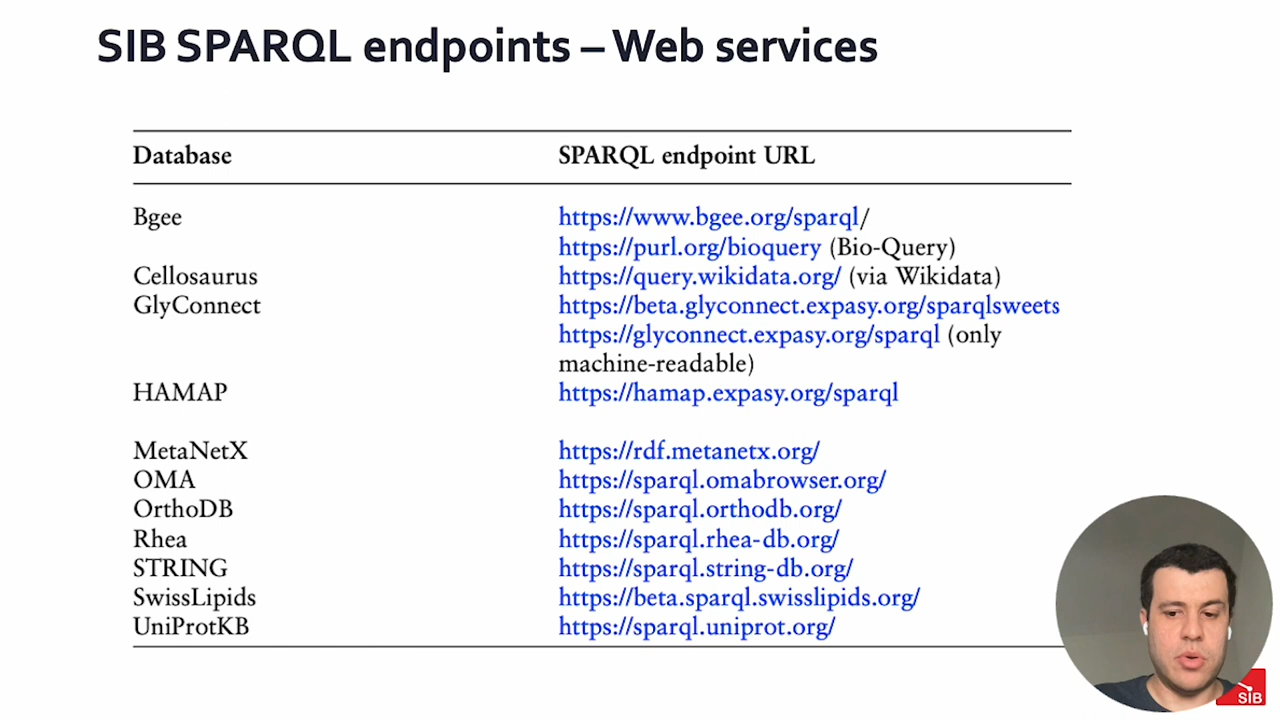 SIB SPARQL endpoints – Web services
Database SPARQL endpoint URL
Bgee https://www.bgee.org/sparql/
https://purl.org/bioquery (Bio-Query)
Cellosaurus https://query.wikidata.org/ (via Wikidata)
GlyConnect https://beta.glyconnect.expasy.org/sparqlsweets
https://glyconnect.expasy.org/sparql (only
machine-readable)
HAMAP https://hamap.expasy.org/sparql
MetaNetX https://rdf.metanetx.org/
OMA https://sparql.omabrowser.org/
OrthoDB https://sparql.orthodb.org/
Rhea https://sparql.rhea-db.org/
STRING https://sparql.string-db.org/
SwissLipids https://beta.sparql.swisslipids.org/
UniProtKB https://sparql.uniprot.org/
SIB